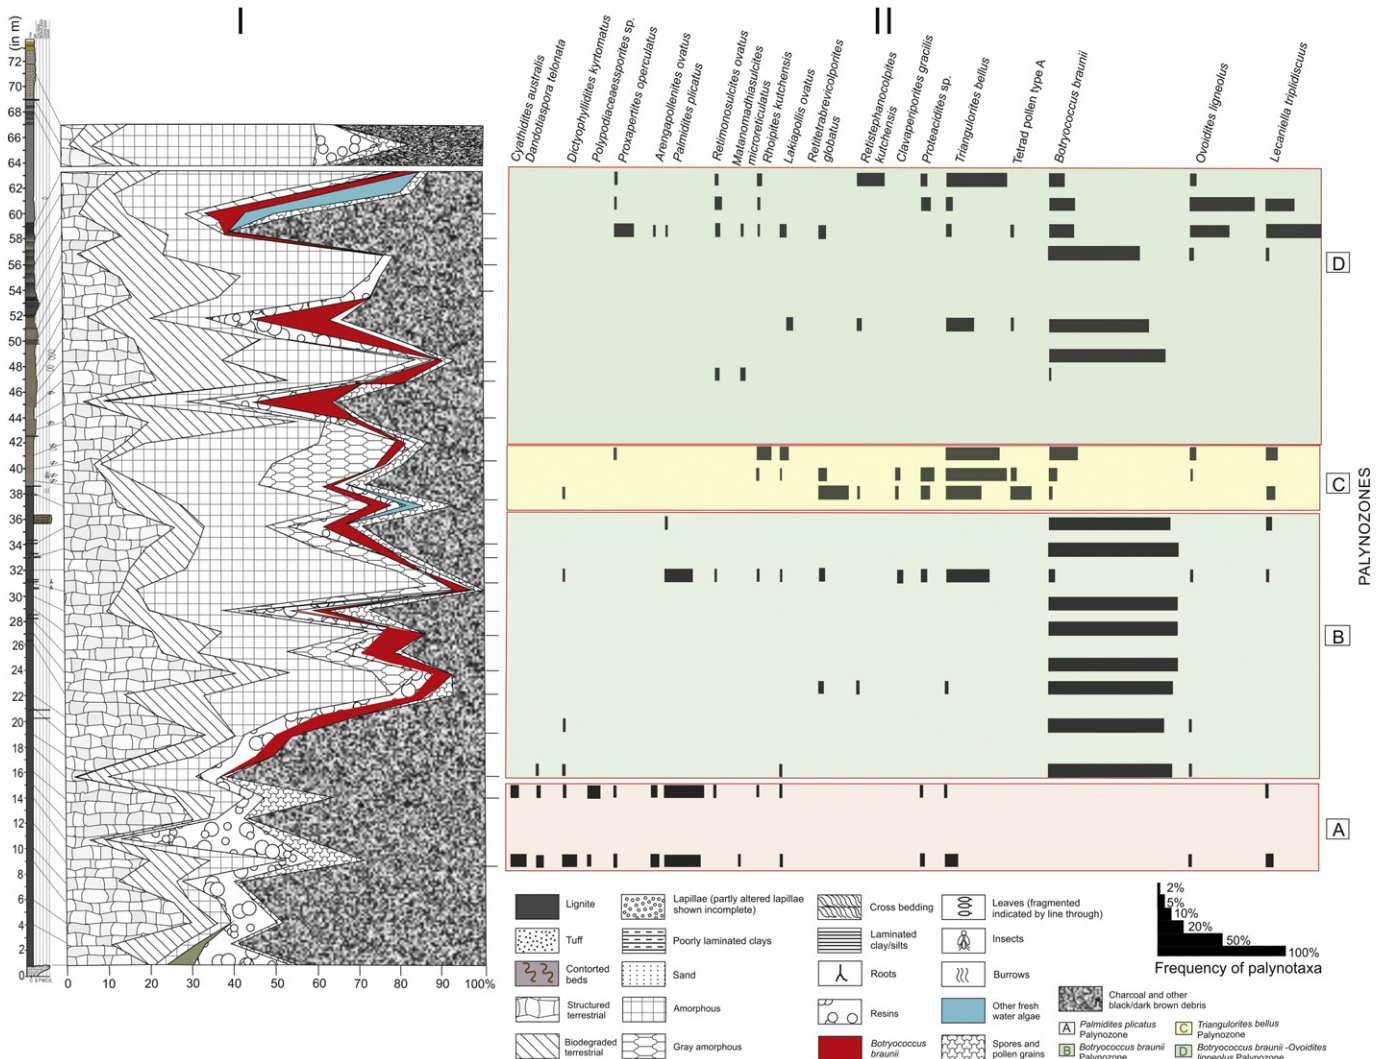 I
II
(in m)
Cyathidites australis
Dandotiaspora telonata
Dictyophyllidites kyrtomatus
Polypodiaceaesporites sp.
Proxapertites operculatus
Arengapollenites ovatus
Palmidites plicatus
Retimonosulcites ovatus
Matanomadhiasulcites
microreticulatus
Rhoipites kutchensis
Lakiapollis ovatus
Retitetrabrevicolporites
globatus
Retistephanocolpites
kutchensis
Clavaperiporites gracilis
Proteacidites sp.
Triangulorites bellus
Tetrad pollen type A
Botryococcus braunii
Ovoidites ligneolus
Lecaniella triplidiscus
72
70
68
66
64
62
60
58
56
54
52
50
48
46
44
42
40
38
36
34
32
30
28
26
24
22
20
18
16
14
12
10
8
6
4
2
0
0 10 20 30 40 50 60 70 80 90 100%
D
C
B
A
PALYNOZONES
Lignite
Tuff
Contorted
beds
Structured
terrestrial
Biodegraded
terrestrial
Lapillae (partly altered lapillae
shown incomplete)
Poorly laminated clays
Sand
Amorphous
Gray amorphous
Cross bedding
Laminated
clay/silts
Roots
Resins
Botryococcus
braunii
Leaves (fragmented
indicated by line through)
Insects
Burrows
Other fresh
water algae
Spores and
pollen grains
2%
5%
10%
20%
50%
100%
Frequency of palynotaxa
Charcoal and other
black/dark brown debris
A Palmidites plicatus
Palynozone
B Botryococcus braunii
Palynozone
C Triangulorites bellus
Palynozone
D Botryococcus braunii -Ovoidites
ligneolus Palynozone